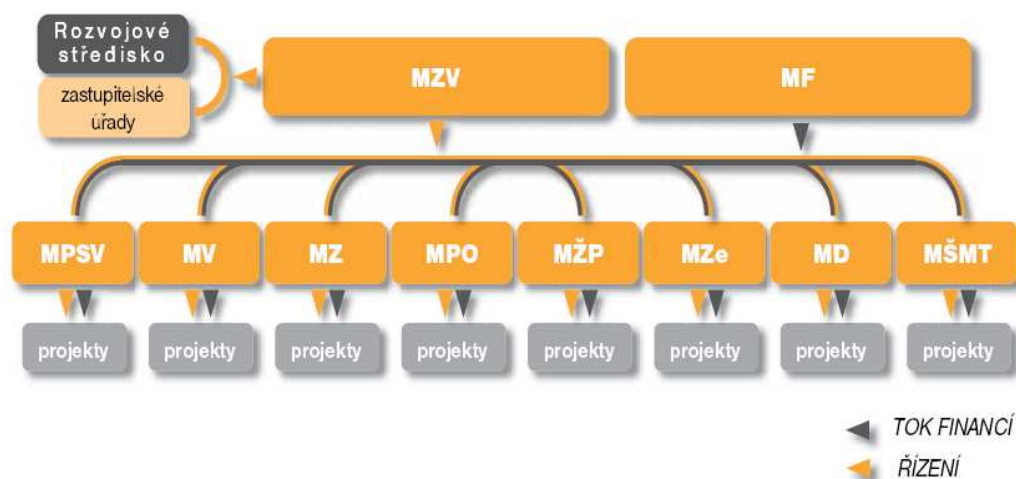 Rozvojové
středisko
zastupitelské
úřady
MZV
MF
MPSV
MV
MZ
MPO
MŽP
MZe
MD
MŠMT
projekty
projekty
projekty
projekty
projekty
projekty
projekty
projekty
TOK FINANCÍ
ŘÍZENÍ